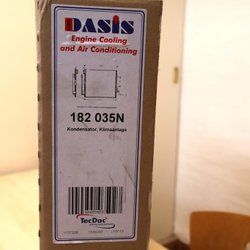 DASIS
Engine Cooling
and Air Conditioning
182 035N
Kondensator, Klimaanlage
TecDoc